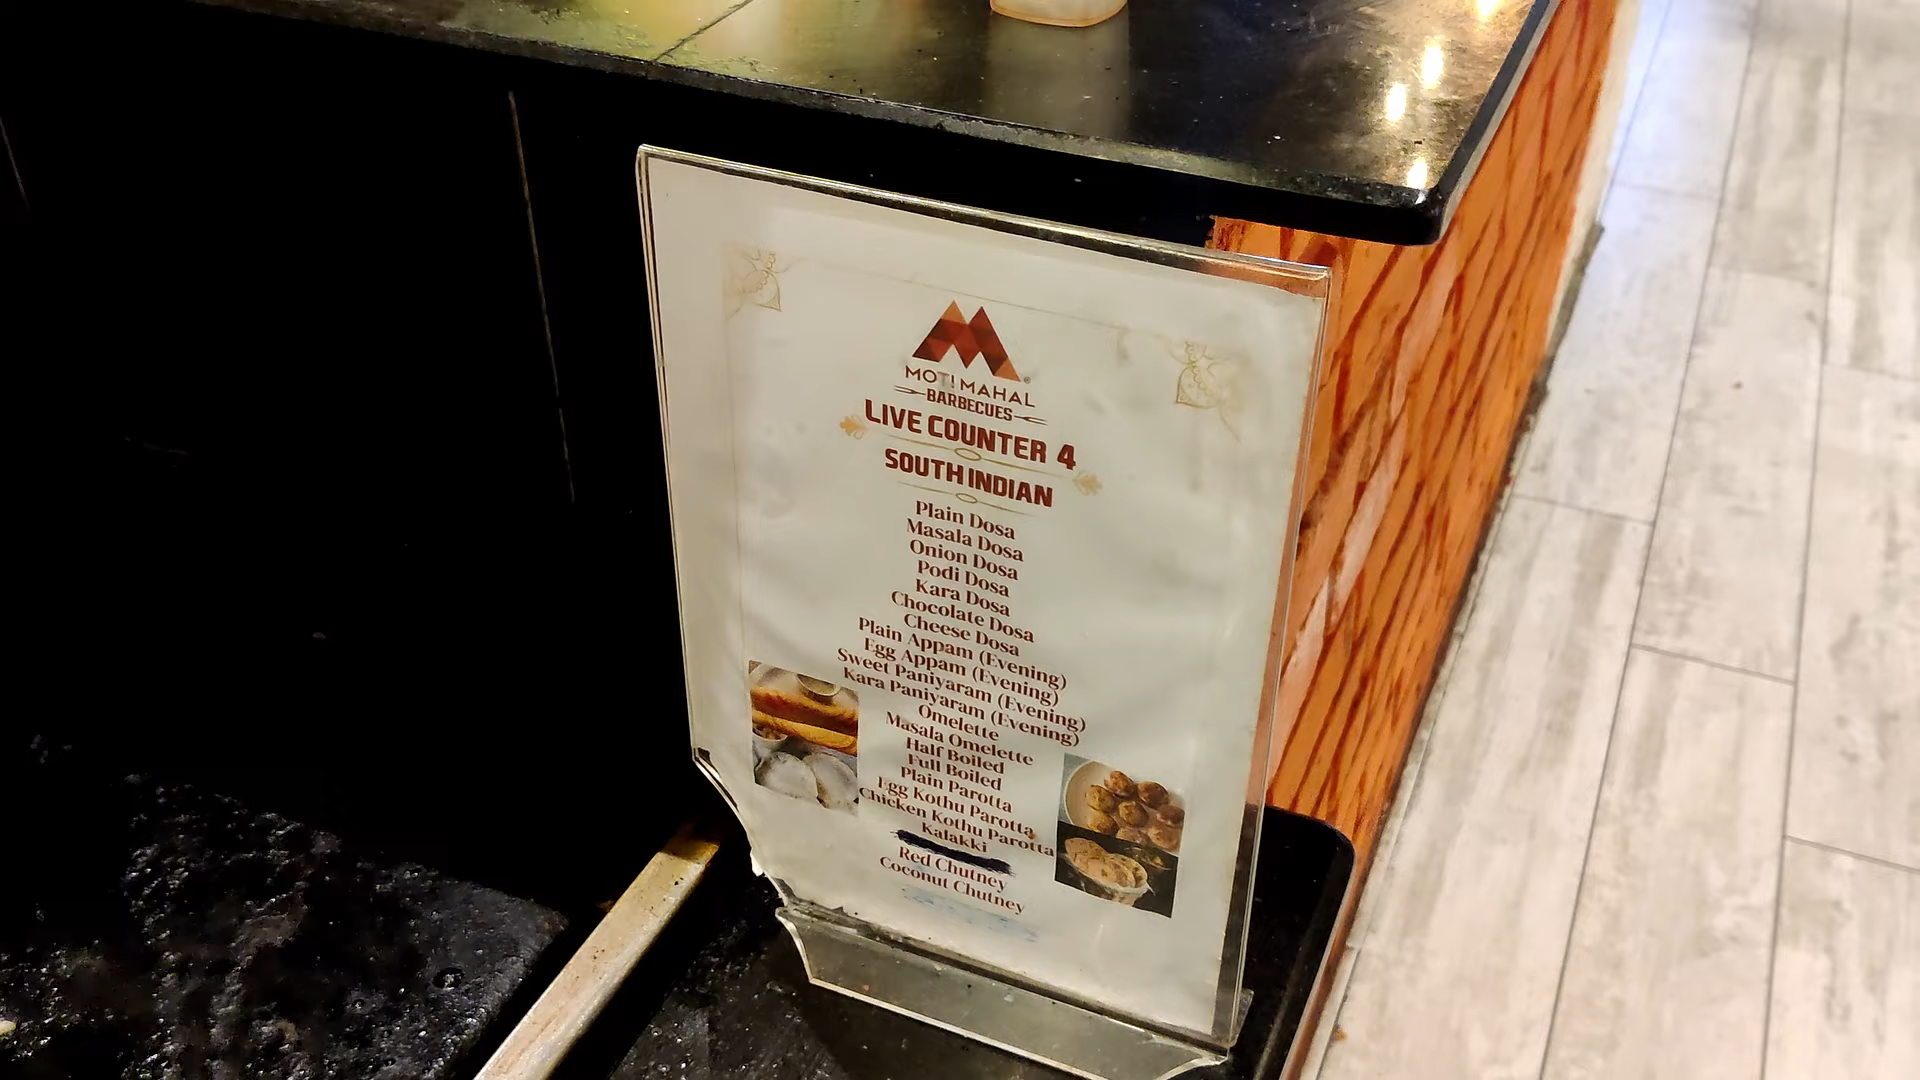 MOTI MAHAL
BARBECUES
LIVE COUNTER 4
SOUTH INDIAN
Plain Dosa
Masala Dosa
Onion Dosa
Podi Dosa
Kara Dosa
Chocolate Dosa
Cheese Dosa
Plain Appam (Evening)
Egg Appam (Evening)
Sweet Paniyaram (Evening)
Kara Paniyaram (Evening)
Omelette
Masala Omelette
Half Boiled
Full Boiled
Plain Parotta
Egg Kothu Parotta
Chicken Kothu Parotta
Kalakki
Red Chutney
Coconut Chutney